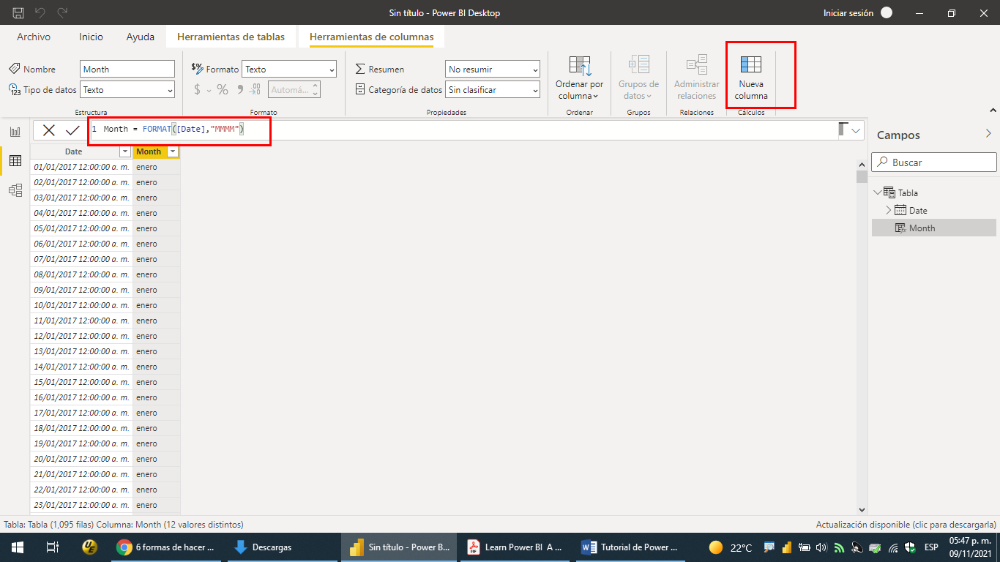 Sin título - Power BI Desktop
Iniciar sesión
Archivo
Inicio
Ayuda
Herramientas de tablas
Herramientas de columnas
Nombre
Month
Tipo de datos
Texto
Estructura
Formato
Texto
$
%
Automá...
Formato
Resumen
No resumir
Categoría de datos
Sin clasificar
Propiedades
Ordenar por
columna
Ordenar
Grupos de
datos
Grupos
Administrar
relaciones
Relaciones
Nueva
columna
Cálculos
1 Month = FORMAT([Date],"MMMM")
Date Month
01/01/2017 12:00:00 a. m. enero
02/01/2017 12:00:00 a. m. enero
03/01/2017 12:00:00 a. m. enero
04/01/2017 12:00:00 a. m. enero
05/01/2017 12:00:00 a. m. enero
06/01/2017 12:00:00 a. m. enero
07/01/2017 12:00:00 a. m. enero
08/01/2017 12:00:00 a. m. enero
09/01/2017 12:00:00 a. m. enero
10/01/2017 12:00:00 a. m. enero
11/01/2017 12:00:00 a. m. enero
12/01/2017 12:00:00 a. m. enero
13/01/2017 12:00:00 a. m. enero
14/01/2017 12:00:00 a. m. enero
15/01/2017 12:00:00 a. m. enero
16/01/2017 12:00:00 a. m. enero
17/01/2017 12:00:00 a. m. enero
18/01/2017 12:00:00 a. m. enero
19/01/2017 12:00:00 a. m. enero
20/01/2017 12:00:00 a. m. enero
21/01/2017 12:00:00 a. m. enero
22/01/2017 12:00:00 a. m. enero
23/01/2017 12:00:00 a. m. enero
Campos
Buscar
Tabla
Date
Month
Tabla: Tabla (1,095 filas) Columna: Month (12 valores distintos)
Actualización disponible (clic para descargarla)
UE
6 formas de hacer ...
Descargas
Sin título - Power B...
Learn Power BI A ...
Tutorial de Power ...
22°C
ESP
05:47 p. m.
09/11/2021